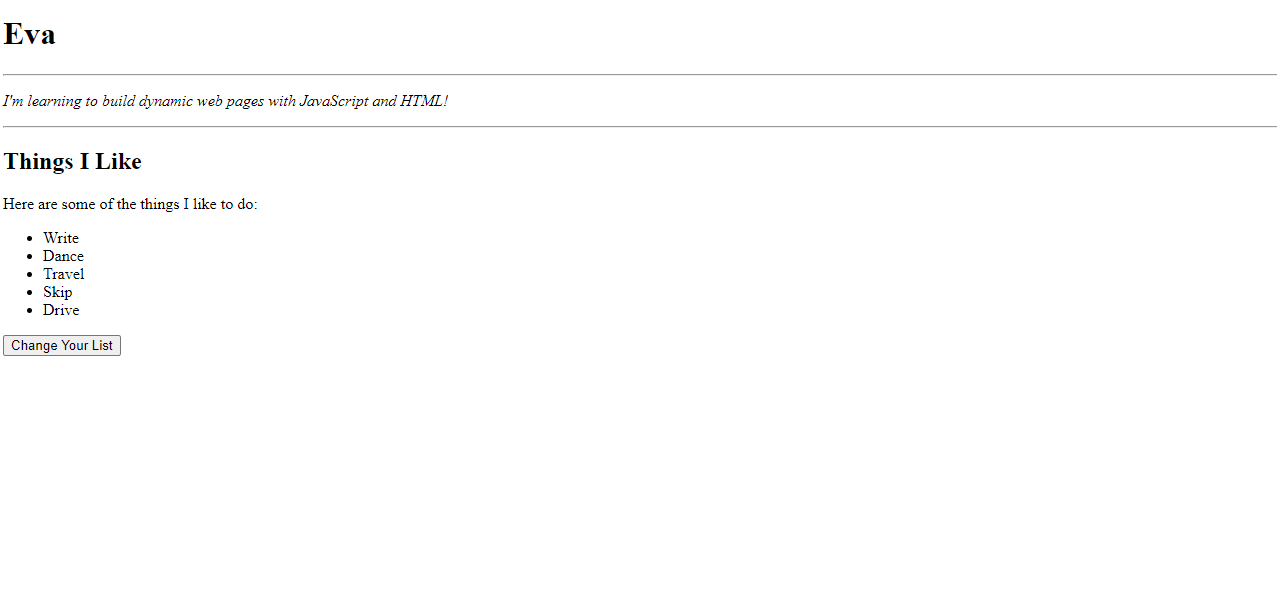 Eva
I'm learning to build dynamic web pages with JavaScript and HTML!
Things I Like
Here are some of the things I like to do:
Write
Dance
Travel
Skip
Drive
Change Your List